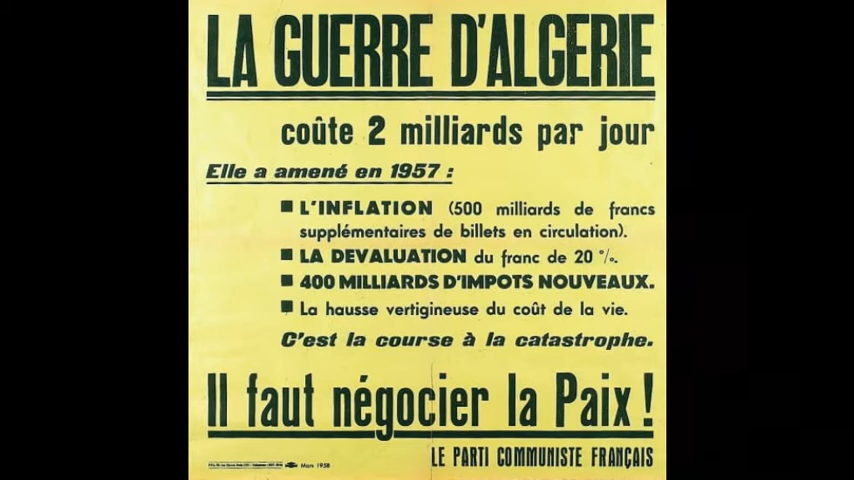 LA GUERRE D'ALGERIE
coûte 2 milliards par jour
Elle a amené en 1957 :
■ L'INFLATION (500 milliards de francs
supplémentaires de billets en circulation).
■ LA DEVALUATION du franc de 20 %.
■ 400 MILLIARDS D'IMPOTS NOUVEAUX.
■ La hausse vertigineuse du coût de la vie.
C'est la course à la catastrophe.
Il faut négocier la Paix !
Mars 1958
LE PARTI COMMUNISTE FRANÇAIS